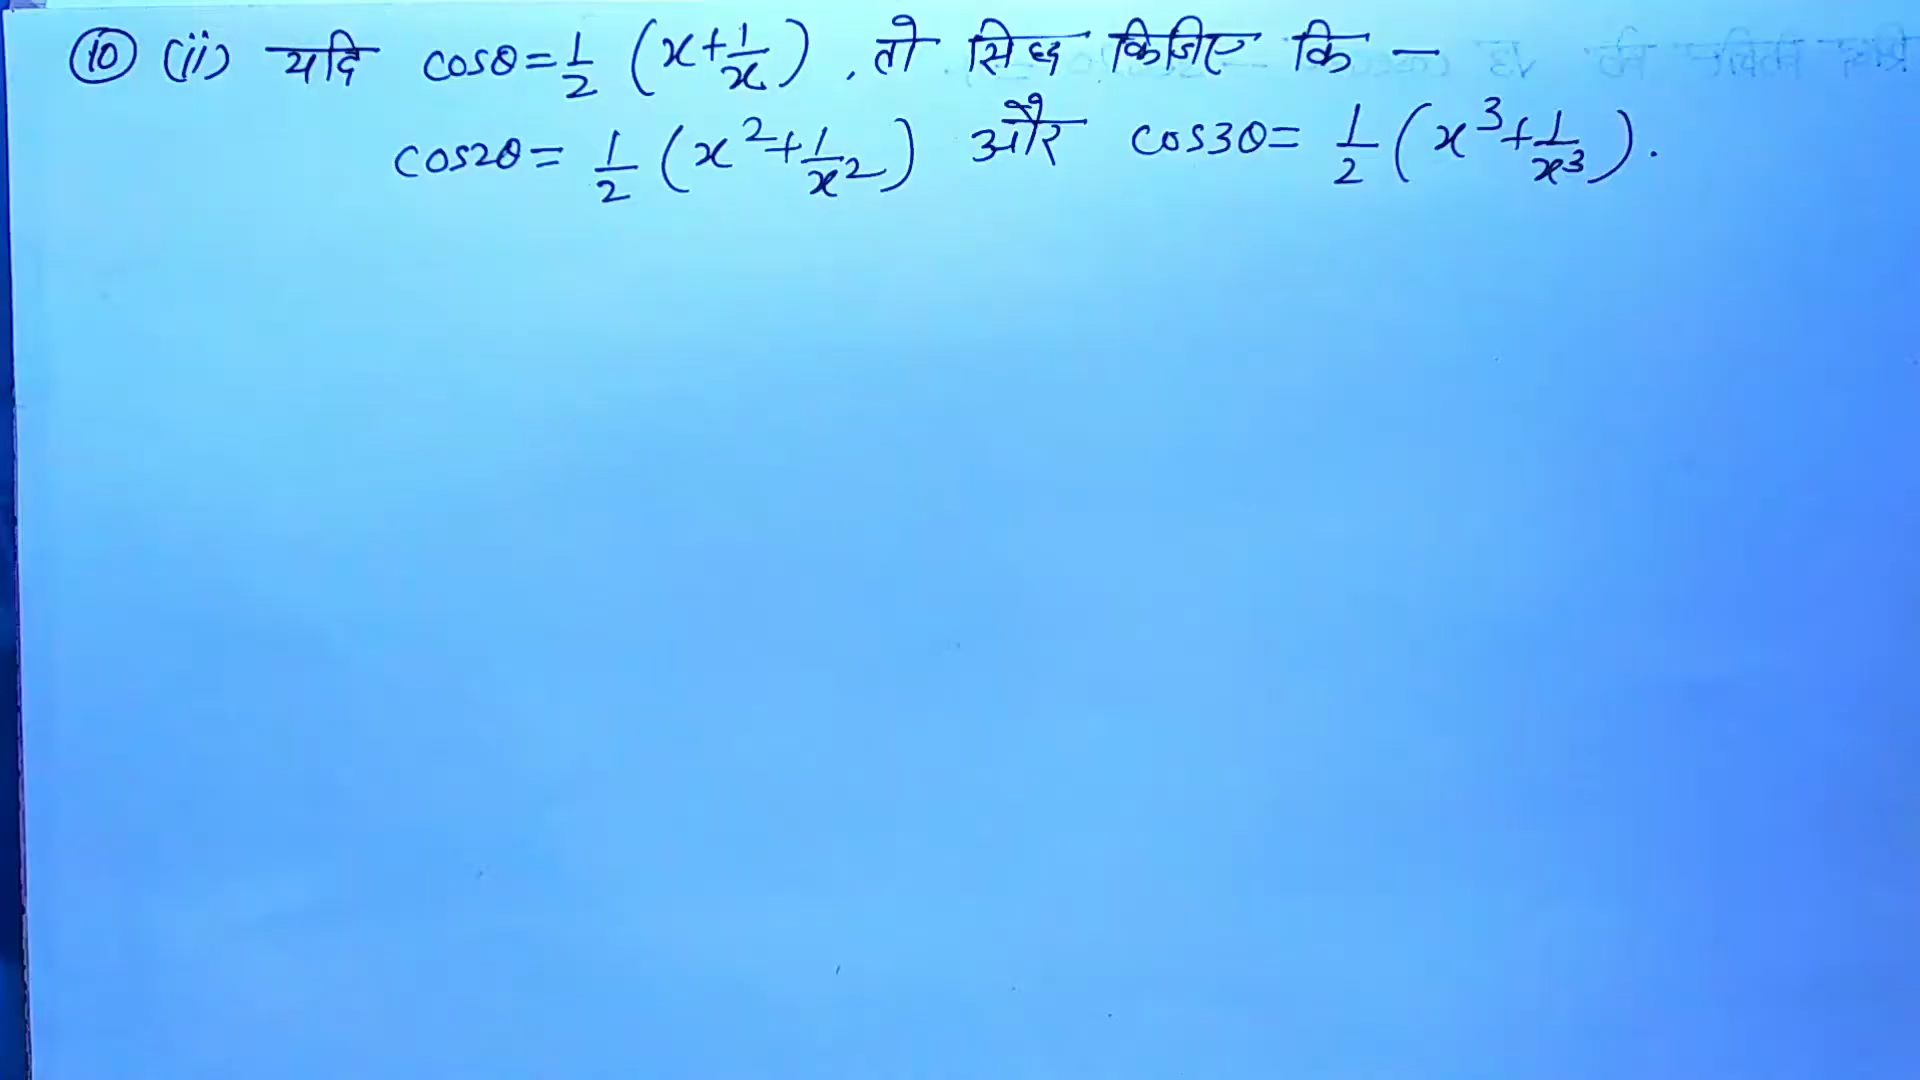 10 (ii) यदि cosθ = 1/2 (x + 1/x), तो सिध्द किजिए कि –
cos2θ = 1/2 (x² + 1/x²) और cos3θ = 1/2 (x³ + 1/x³).